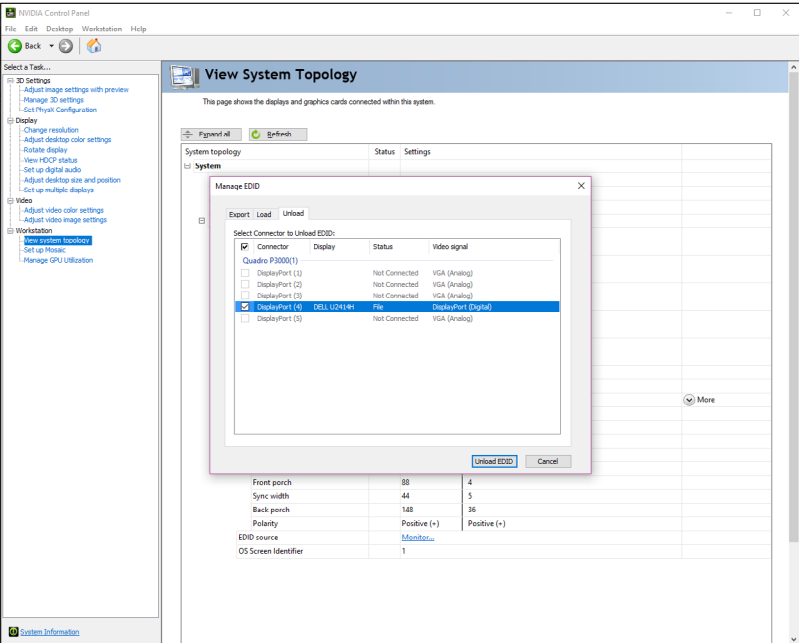 NVIDIA Control Panel
File Edit Desktop Workstation Help
Back
Select a Task...
3D Settings
Adjust image settings with preview
Manage 3D settings
Set PhysX Configuration
Display
Change resolution
Adjust desktop color settings
Rotate display
View HDCP status
Set up digital audio
Adjust desktop size and position
Set up multiple displays
Video
Adjust video color settings
Adjust video image settings
Workstation
View system topology
Set up Mosaic
Manage GPU Utilization
System Information
View System Topology
This page shows the displays and graphics cards connected within this system.
Expand all Refresh
System topology Status Settings
System
Manage EDID
Export Load Unload
Select Connector to Unload EDID:
Connector Display Status Video signal
Quadro P3000(1)
DisplayPort (1) Not Connected VGA (Analog)
DisplayPort (2) Not Connected VGA (Analog)
DisplayPort (3) Not Connected VGA (Analog)
DisplayPort (4) DELL U2414H File DisplayPort (Digital)
DisplayPort (5) Not Connected VGA (Analog)
Unload EDID Cancel
More
Front porch 88 4
Sync width 44 5
Back porch 148 36
Polarity Positive (+) Positive (+)
EDID source Monitor...
OS Screen Identifier 1